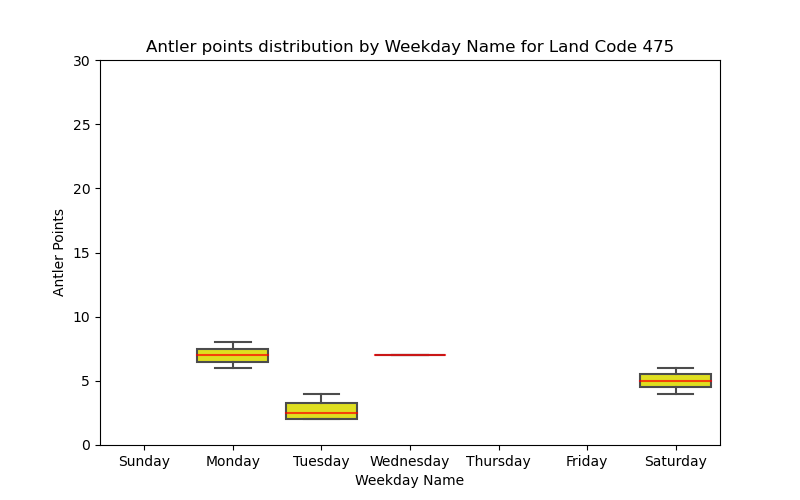 Antler points distribution by Weekday Name for Land Code 475
30
25
20
15
10
5
0
Antler Points
Sunday Monday Tuesday Wednesday Thursday Friday Saturday
Weekday Name